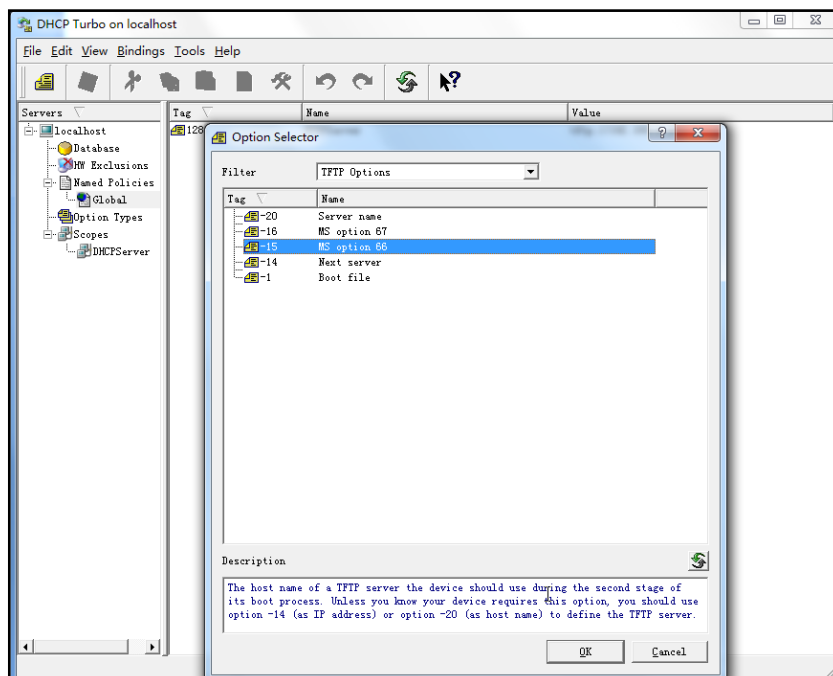 DHCP Turbo on localhost
File Edit View Bindings Tools Help
Servers
Tag Name Value
localhost
Database
HW Exclusions
Named Policies
Global
Option Types
Scopes
DHCPServer
128
Option Selector
Filter TFTP Options
Tag Name
-20 Server name
-16 MS option 67
-15 MS option 66
-14 Next server
-1 Boot file
Description
The host name of a TFTP server the device should use during the second stage of
its boot process. Unless you know your device requires this option, you should use
option -14 (as IP address) or option -20 (as host name) to define the TFTP server.
OK Cancel